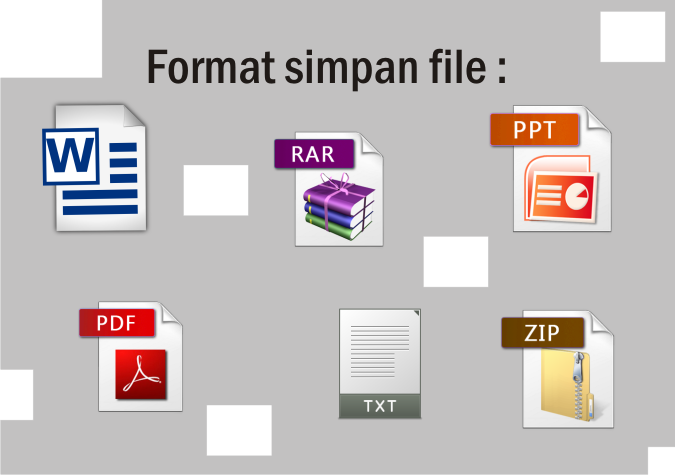 Format simpan file :
W
RAR
PPT
PDF
TXT
ZIP